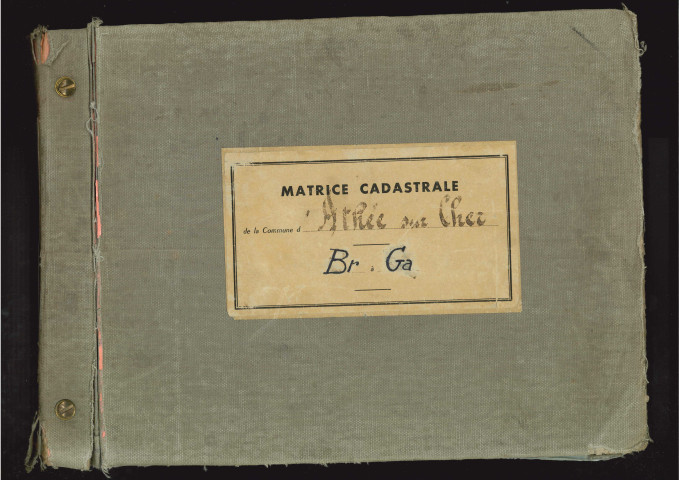 MATRICE CADASTRALE
de la Commune d'Athée sur Cher
Br. Ga